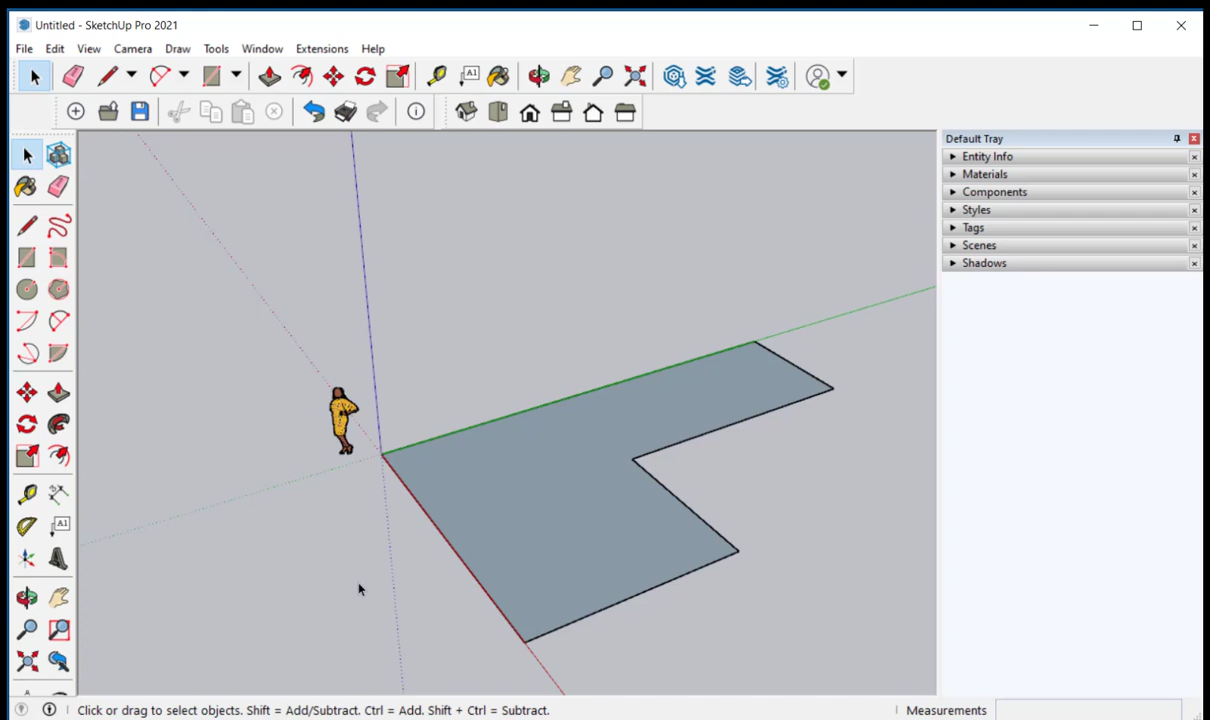 Untitled - SketchUp Pro 2021
File Edit View Camera Draw Tools Window Extensions Help
A1
Default Tray
Entity Info
Materials
Components
Styles
Tags
Scenes
Shadows
A1
Click or drag to select objects. Shift = Add/Subtract. Ctrl = Add. Shift + Ctrl = Subtract.
Measurements